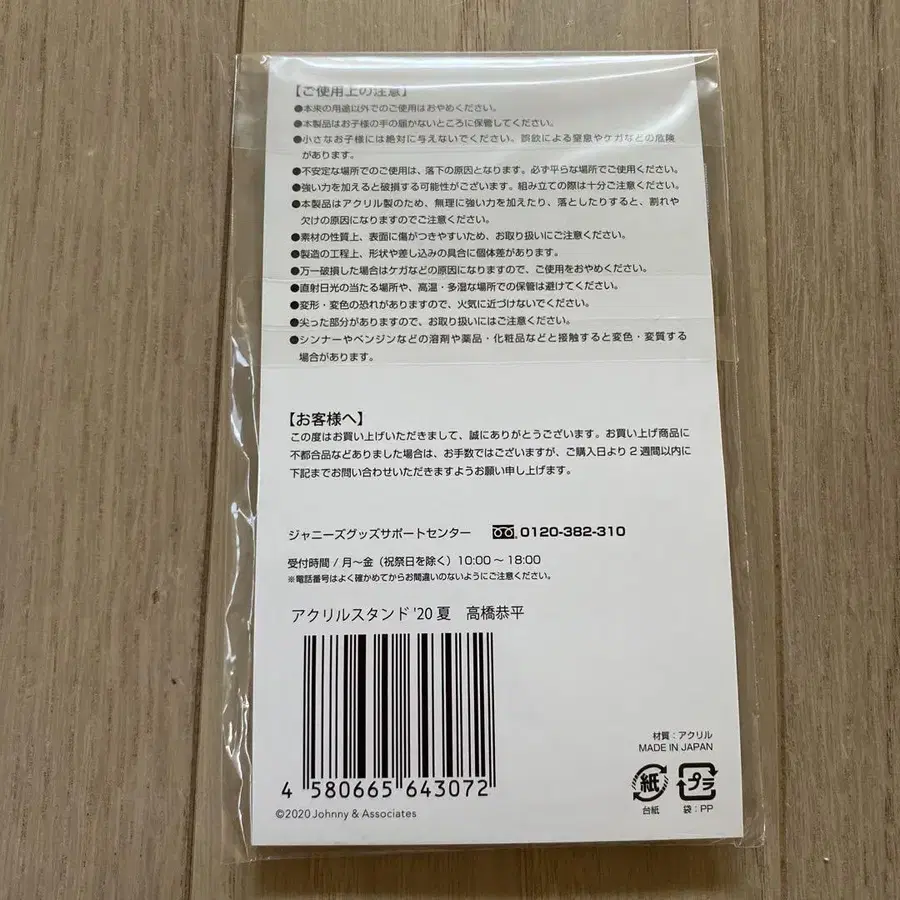 【ご使用上の注意】
●本来の用途以外でのご使用はおやめください。
●本製品はお子様の手の届かないところに保管してください。
●小さなお子様には絶対に与えないでください。誤飲による窒息やケガなどの危険
があります。
●不安定な場所でのご使用は、落下の原因となります。必ず平らな場所でご使用ください。
●強い力を加えると破損する可能性がございます。組み立ての際は十分ご注意ください。
●本製品はアクリル製のため、無理に強い力を加えたり、落としたりすると、割れや
欠けの原因になりますのでご注意ください。
●素材の性質上、表面に傷がつきやすいため、お取り扱いにご注意ください。
●製造の工程上、形状や差し込みの具合に個体差があります。
●万一破損した場合はケガなどの原因になりますので、ご使用をおやめください。
●直射日光の当たる場所や、高温・多湿な場所での保管は避けてください。
●変形・変色の恐れがありますので、火気に近づけないでください。
●尖った部分がありますので、お取り扱いにはご注意ください。
●シンナーやベンジンなどの溶剤や薬品・化粧品などと接触すると変色・変質する
場合があります。
【お客様へ】
この度はお買い上げいただきまして、誠にありがとうございます。お買い上げ商品に
不都合品などありました場合は、お手数ではございますが、ご購入日より2週間以内に
下記までお問い合わせいただきますようお願い申し上げます。
ジャニーズグッズサポートセンター 0120-382-310
受付時間/月～金（祝祭日を除く）10:00～18:00
※電話番号はよく確かめてからお間違いのないようにご注意ください。
アクリルスタンド'20夏 高橋恭平
材質：アクリル
MADE IN JAPAN
紙 プラ
台紙 袋：PP
4 580665 643072
©2020 Johnny & Associates